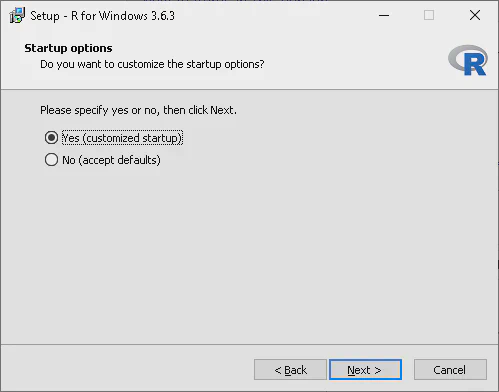 Setup - R for Windows 3.6.3
Startup options
Do you want to customize the startup options?
R
Please specify yes or no, then click Next.
Yes (customized startup)
No (accept defaults)
< Back
Next >
Cancel